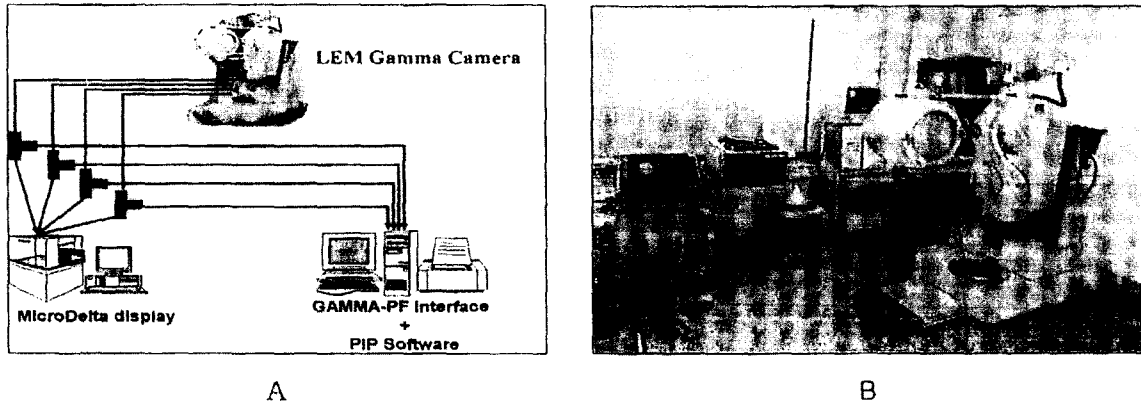 LEM Gamma Camera
MicroDelta display
GAMMA-PF Interface
+
PIP Software
A
B